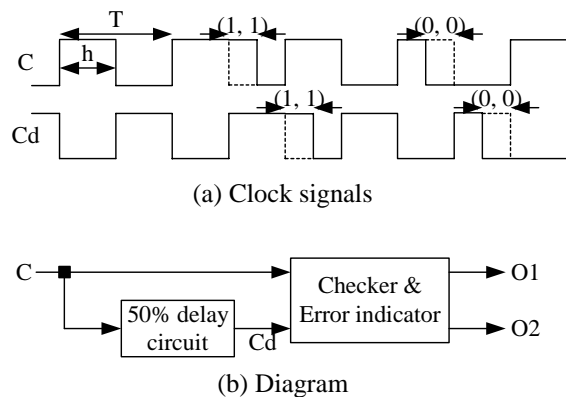 T (1, 1) (0, 0)
C h
(1, 1) (0, 0)
Cd
(a) Clock signals
C
Checker &
Error indicator
O1
50% delay
circuit
Cd
O2
(b) Diagram